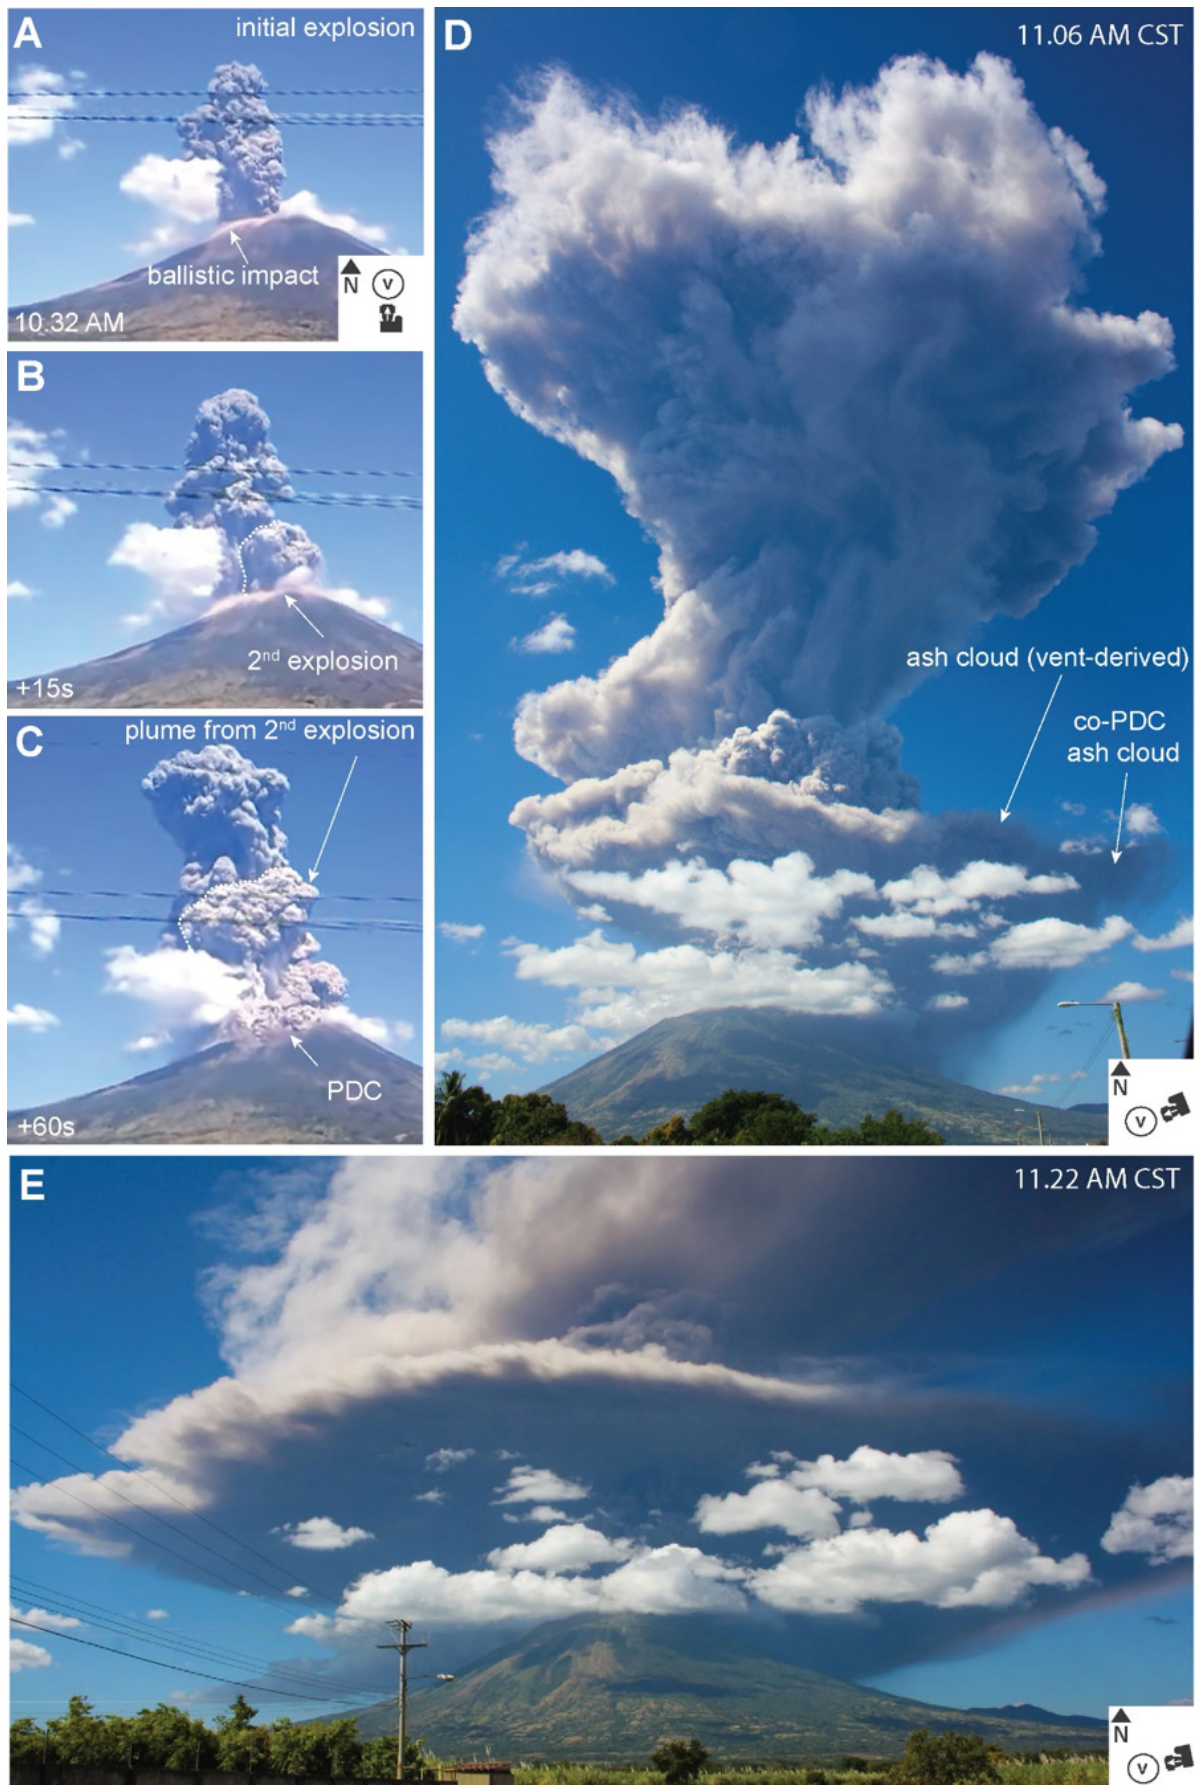 A
initial explosion
ballistic impact
N
V
10.32 AM
B
2nd explosion
+15s
C
plume from 2nd explosion
PDC
+60s
D
11.06 AM CST
ash cloud (vent-derived)
co-PDC
ash cloud
N
V
E
11.22 AM CST
N
V